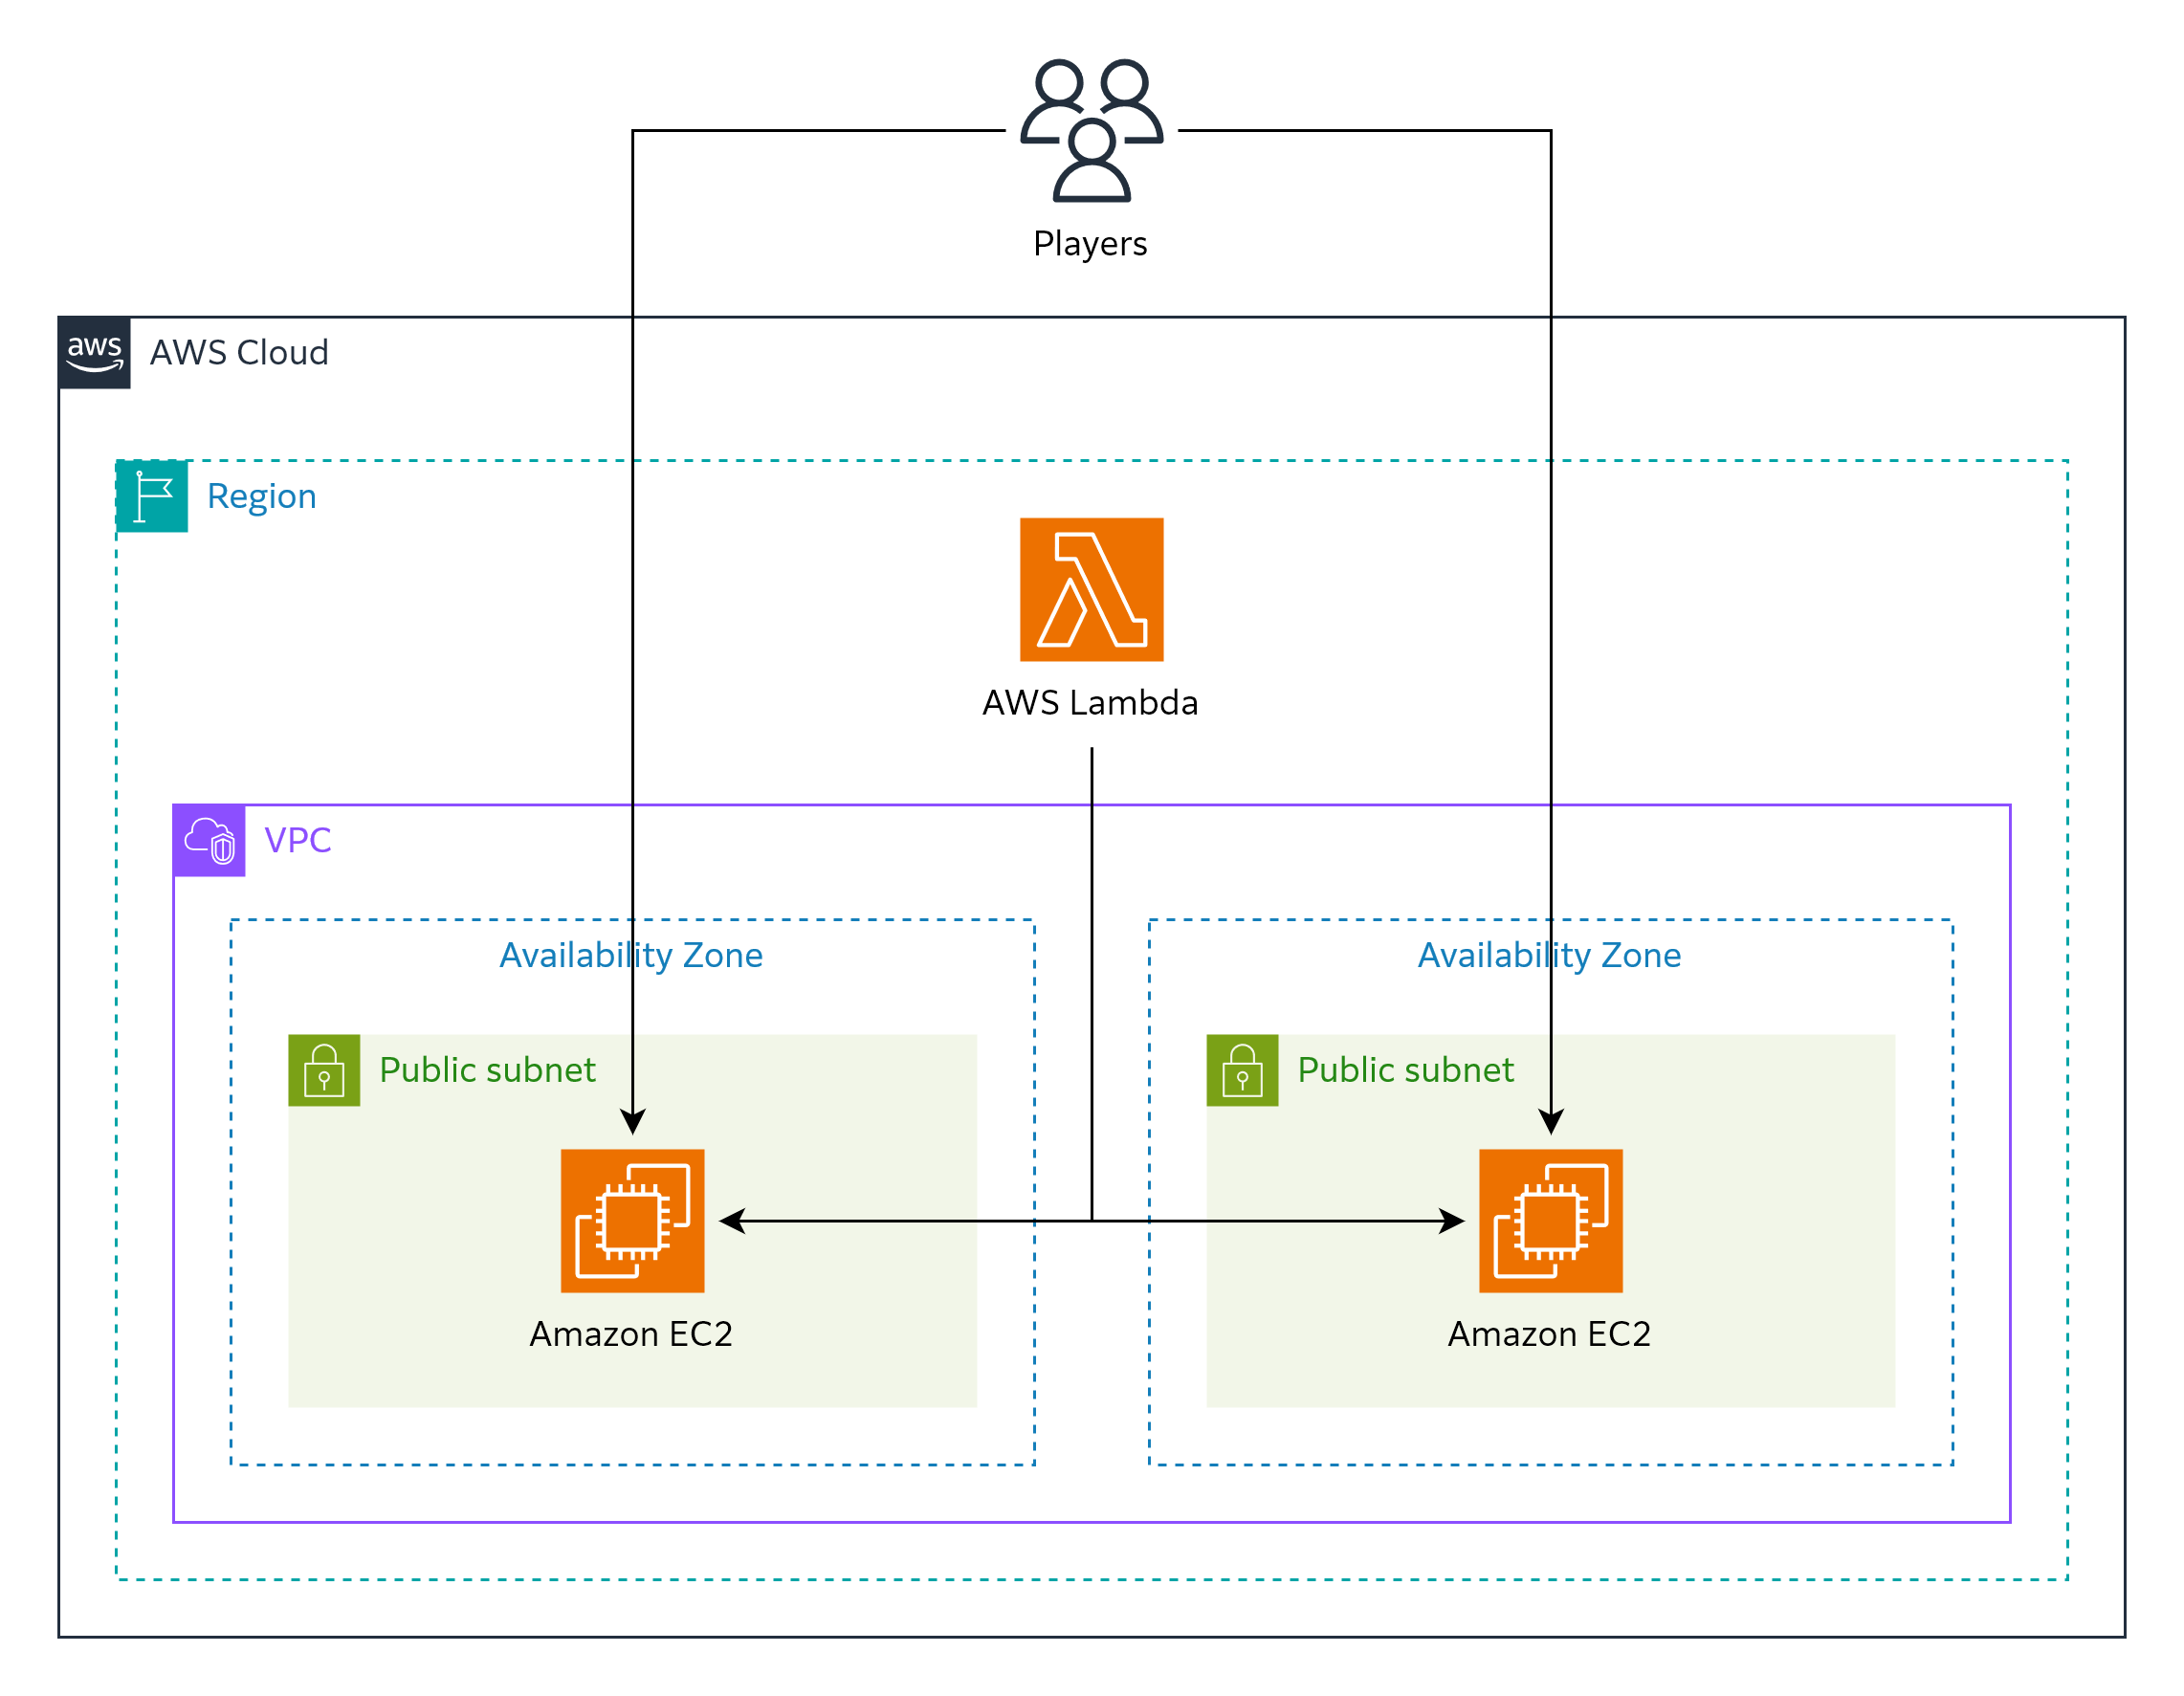 Players
aws
AWS Cloud
Region
AWS Lambda
VPC
Availability Zone
Availability Zone
Public subnet
Public subnet
Amazon EC2
Amazon EC2